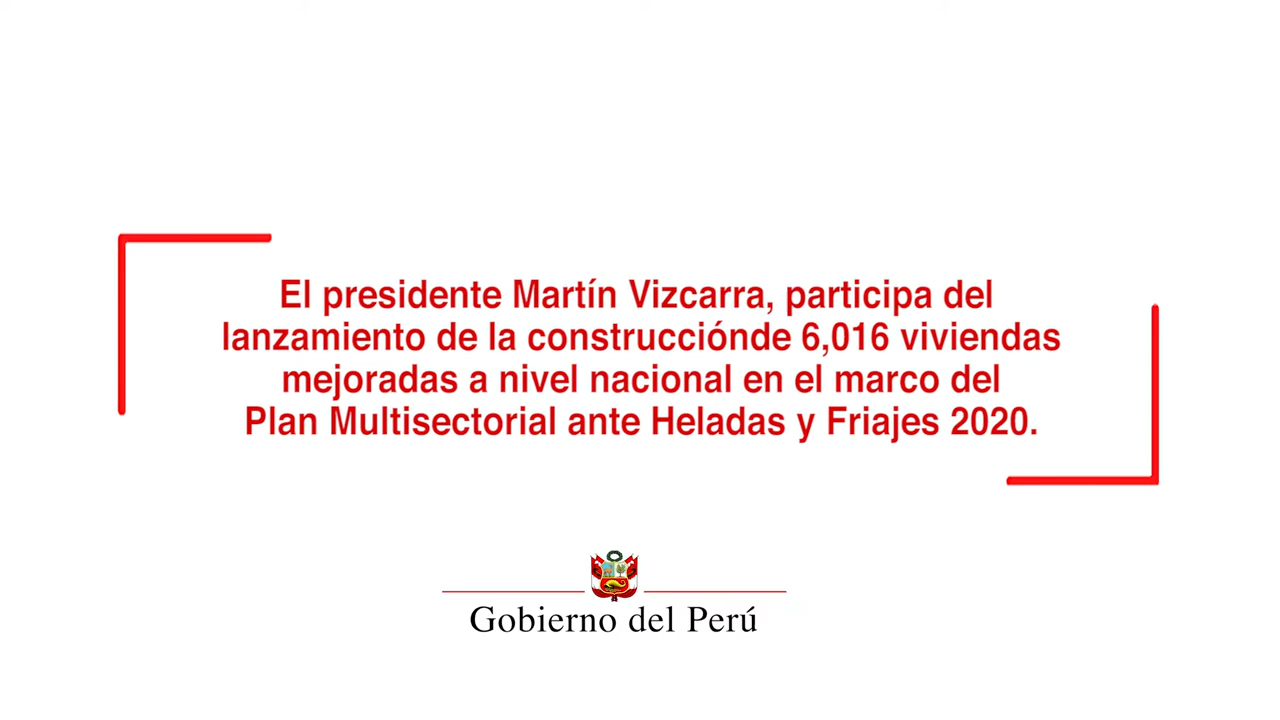 El presidente Martín Vizcarra, participa del
lanzamiento de la construcciónde 6,016 viviendas
mejoradas a nivel nacional en el marco del
Plan Multisectorial ante Heladas y Friajes 2020.
Gobierno del Perú